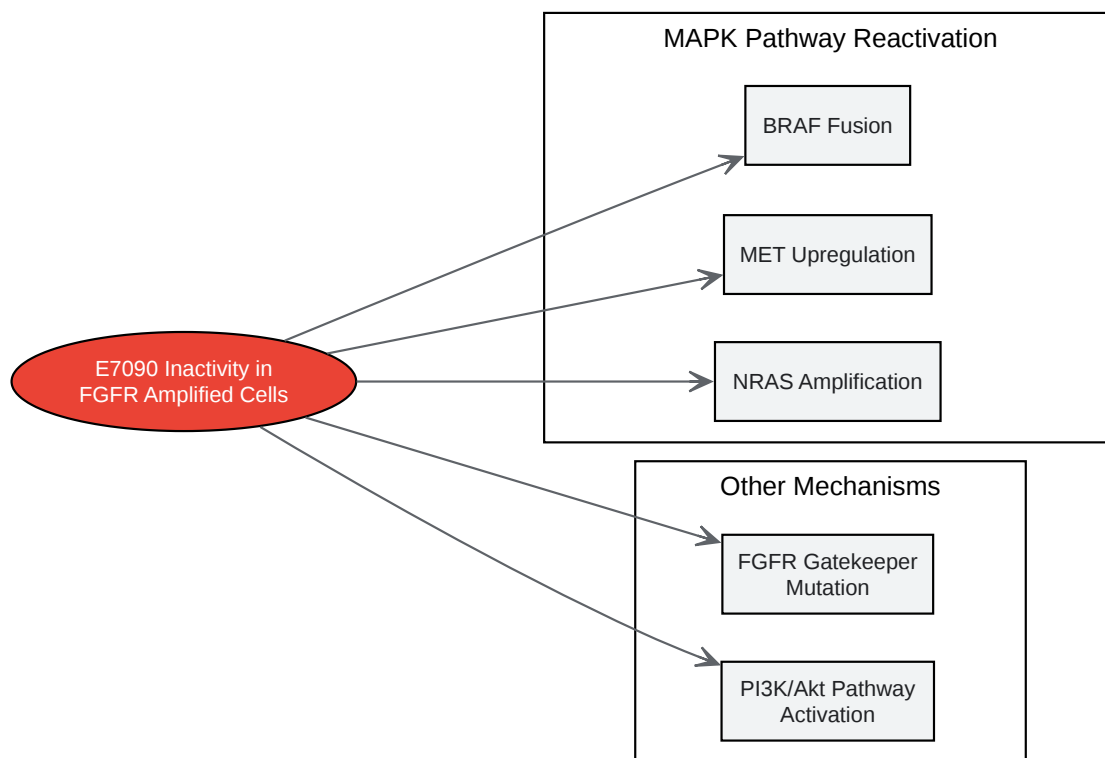 MAPK Pathway Reactivation
BRAF Fusion
MET Upregulation
E7090 Inactivity in
FGFR Amplified Cells
NRAS Amplification
Other Mechanisms
FGFR Gatekeeper
Mutation
PI3K/Akt Pathway
Activation